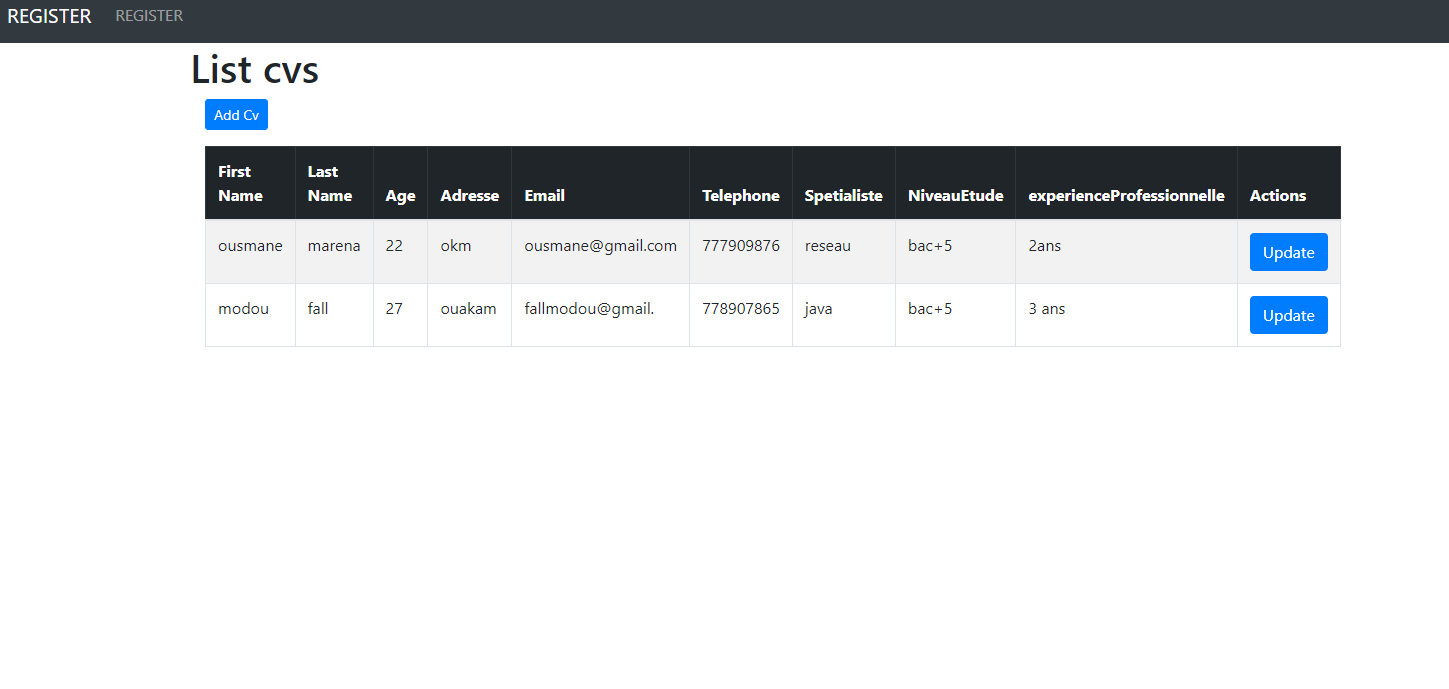 REGISTER REGISTER
List cvs
Add Cv
First Name Last Name Age Adresse Email Telephone Spetialiste NiveauEtude experienceProfessionnelle Actions
ousmane marena 22 okm ousmane@gmail.com 777909876 reseau bac+5 2ans Update
modou fall 27 ouakam fallmodou@gmail. 778907865 java bac+5 3 ans Update